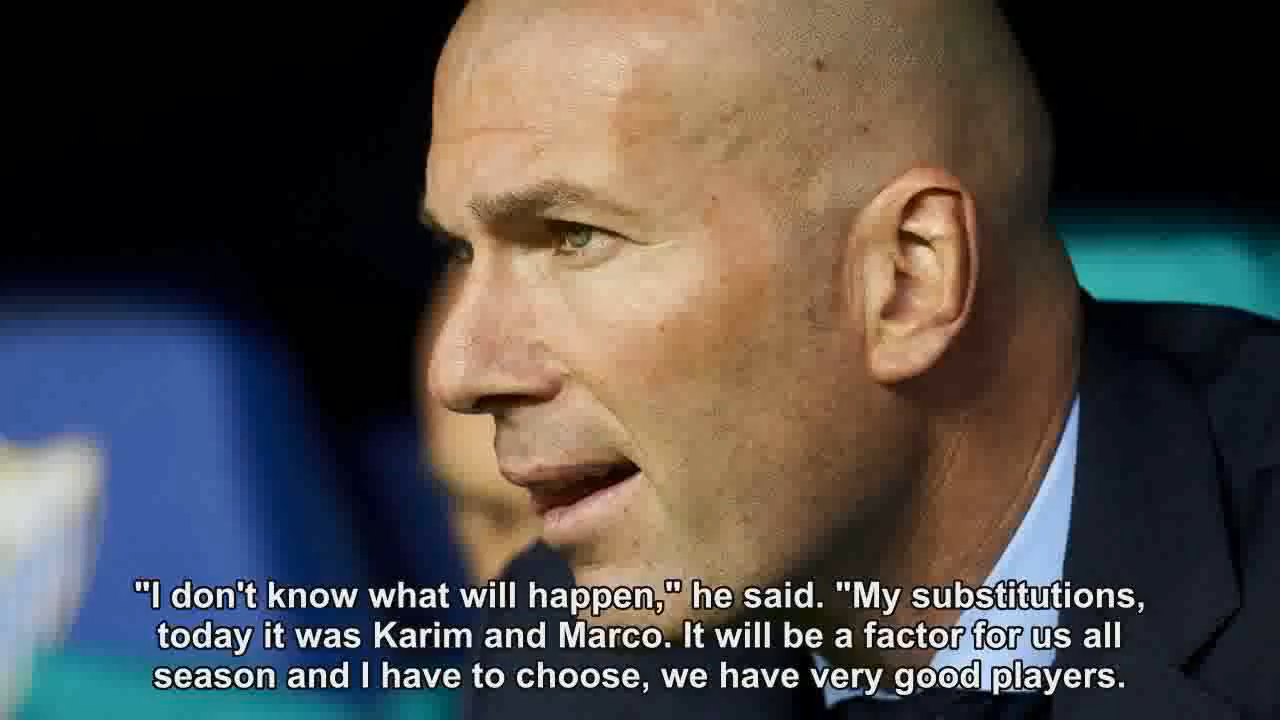 "I don't know what will happen," he said. "My substitutions,
today it was Karim and Marco. It will be a factor for us all
season and I have to choose, we have very good players.